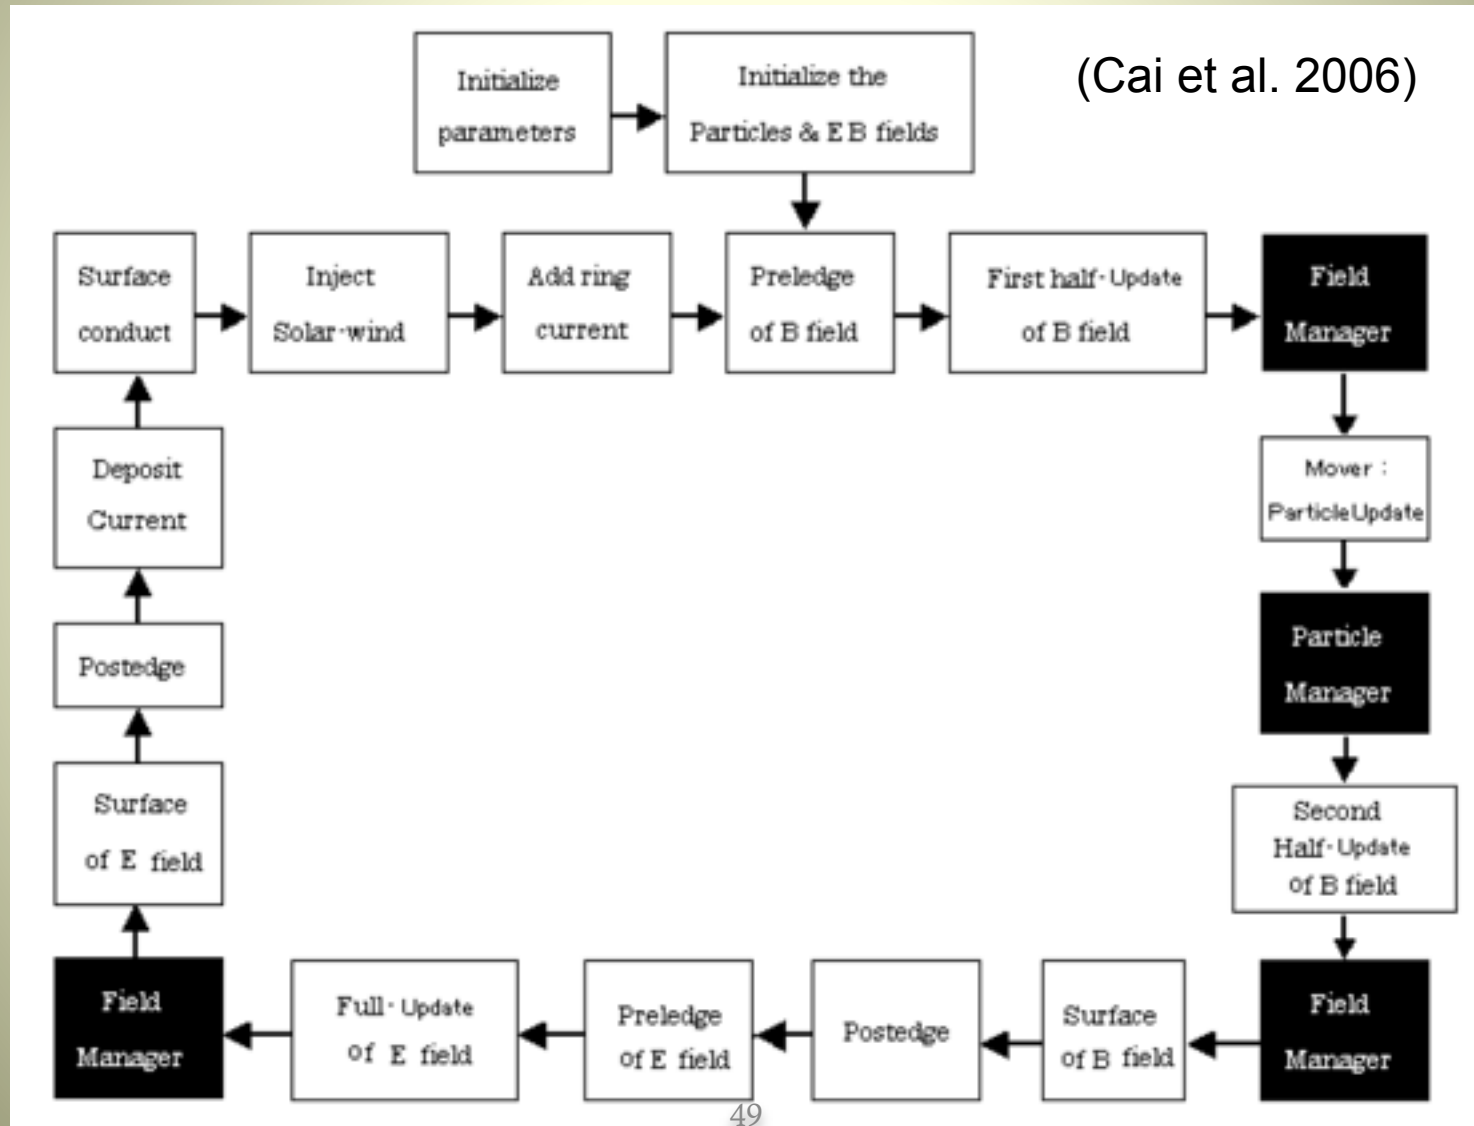 (Cai et al. 2006)
Initialize
parameters
Initialize the
Particles & E B fields
Surface
conduct
Inject
Solar-wind
Add ring
current
Preledge
of B field
First half-Update
of B field
Field
Manager
Mover :
Particle Update
Particle
Manager
Second
Half-Update
of B field
Field
Manager
Surface
of B field
Postedge
Preledge
of E field
Full-Update
of E field
Field
Manager
Surface
of E field
Postedge
Deposit
Current
49